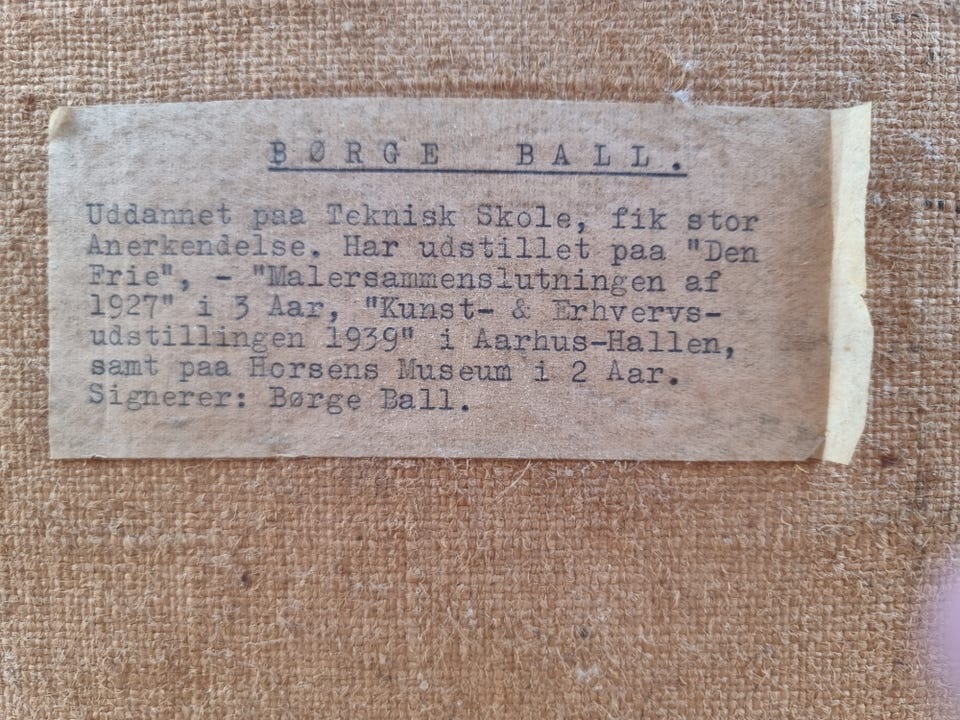 BØRGE BALL.
Uddannet paa Teknisk Skole, fik stor
Anerkendelse. Har udstillet paa "Den
Frie", - "Malersammenslutningen af
1927" i 3 Aar, "Kunst- & Erhvervs-
udstillingen 1939" i Aarhus-Hallen,
samt paa Horsens Museum i 2 Aar.
Signerer: Børge Ball.